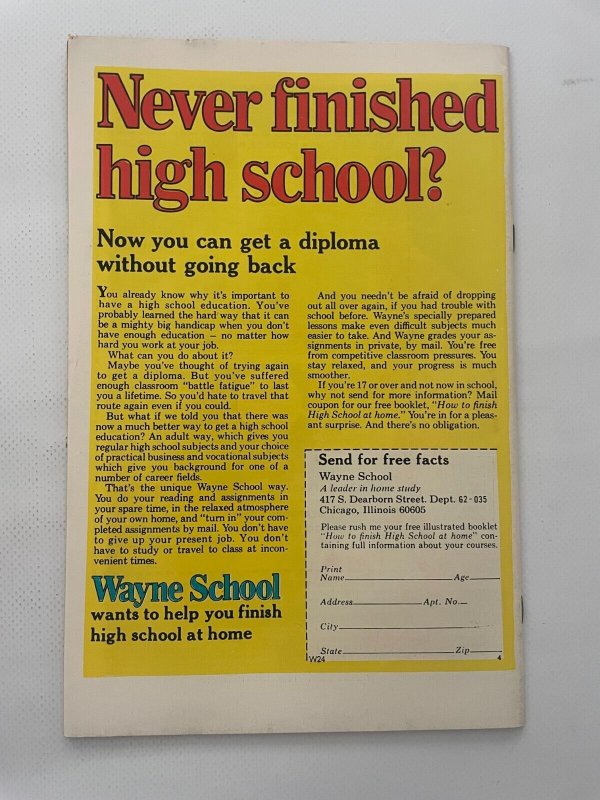 Never finished
high school?
Now you can get a diploma
without going back
You already know why it's important to
have a high school education. You've
probably learned the hard way that it can
be a mighty big handicap when you don't
have enough education – no matter how
hard you work at your job.
What can you do about it?
Maybe you've thought of trying again
to get a diploma. But you've suffered
enough classroom "battle fatigue" to last
you a lifetime. So you'd hate to travel that
route again even if you could.
But what if we told you that there was
now a much better way to get a high school
education? An adult way, which gives you
regular high school subjects and your choice
of practical business and vocational subjects
which give you background for one of a
number of career fields.
That's the unique Wayne School way.
You do your reading and assignments in
your spare time, in the relaxed atmosphere
of your own home, and "turn in" your com-
pleted assignments by mail. You don't have
to give up your present job. You don't
have to study or travel to class at incon-
venient times.
Wayne School
wants to help you finish
high school at home
And you needn't be afraid of dropping
out all over again, if you had trouble with
school before. Wayne's specially prepared
lessons make even difficult subjects much
easier to take. And Wayne grades your as-
signments in private, by mail. You're free
from competitive classroom pressures. You
stay relaxed, and your progress is much
smoother.
If you're 17 or over and not now in school,
why not send for more information? Mail
coupon for our free booklet, "How to finish
High School at home." You're in for a pleas-
ant surprise. And there's no obligation.
Send for free facts
Wayne School
A leader in home study
417 S. Dearborn Street. Dept. 62-035
Chicago, Illinois 60605
Please rush me your free illustrated booklet
"How to finish High School at home" con-
taining full information about your courses.
Print
Name Age
Address Apt. No.
City
State Zip
W24 4